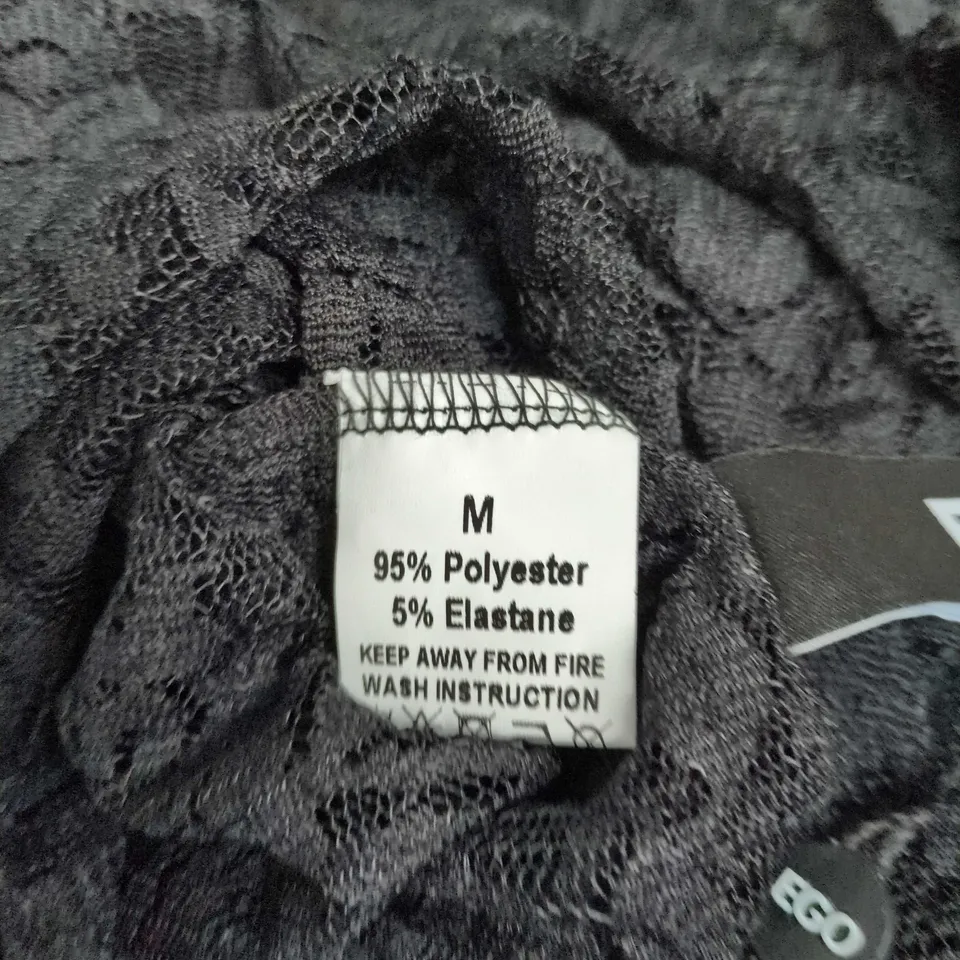 M
95% Polyester
5% Elastane
KEEP AWAY FROM FIRE
WASH INSTRUCTION
EGO